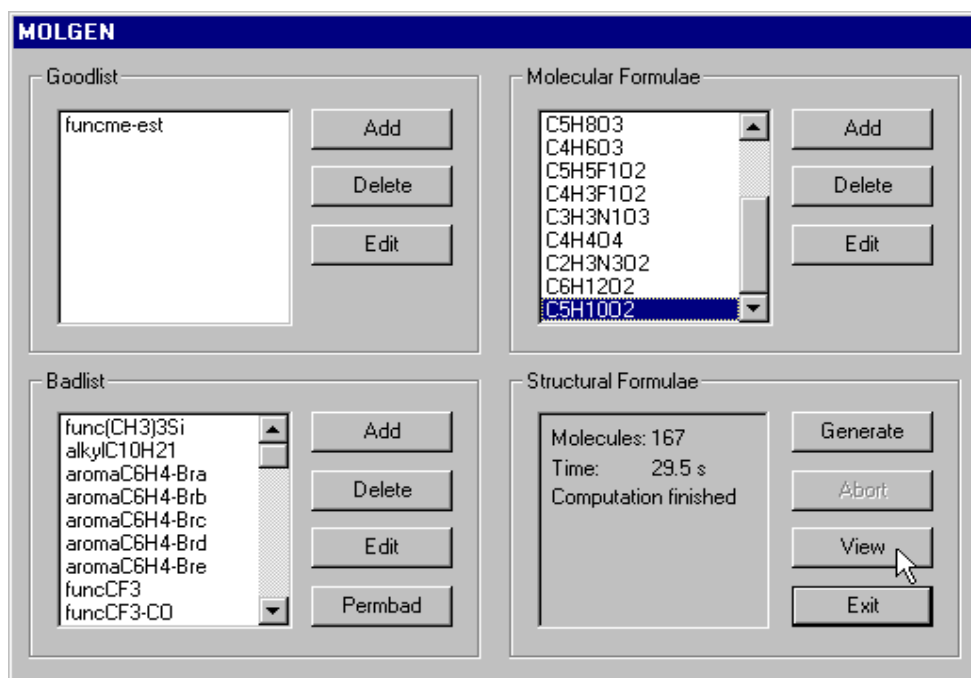 MOLGEN
Goodlist
funcme-est
Add
Delete
Edit
Molecular Formulae
C5H8O3
C4H6O3
C5H5F1O2
C4H3F1O2
C3H3N1O3
C4H4O4
C2H3N3O2
C6H12O2
C5H10O2
Add
Delete
Edit
Badlist
func(CH3)3Si
alkylC10H21
aromaC6H4-Bra
aromaC6H4-Brb
aromaC6H4-Brc
aromaC6H4-Brd
aromaC6H4-Bre
funcCF3
funcCF3-CO
Add
Delete
Edit
Permbad
Structural Formulae
Molecules: 167
Time: 29.5 s
Computation finished
Generate
Abort
View
Exit